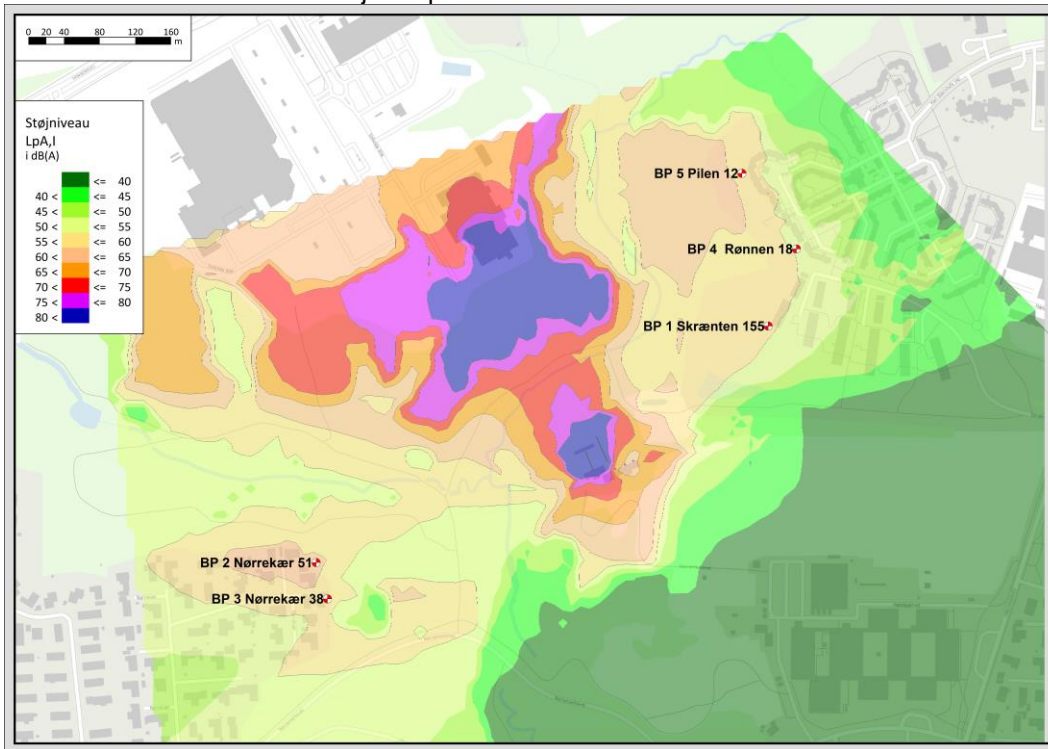 0 20 40 80 120 160
m
Støjniveau
LpA,I
i dB(A)
<= 40
40 < <= 45
45 < <= 50
50 < <= 55
55 < <= 60
60 < <= 65
65 < <= 70
70 < <= 75
75 < <= 80
80 <
BP 5 Pilen 12
BP 4 Rønnen 18
BP 1 Skrænten 155
BP 2 Nørrekær 51
BP 3 Nørrekær 38